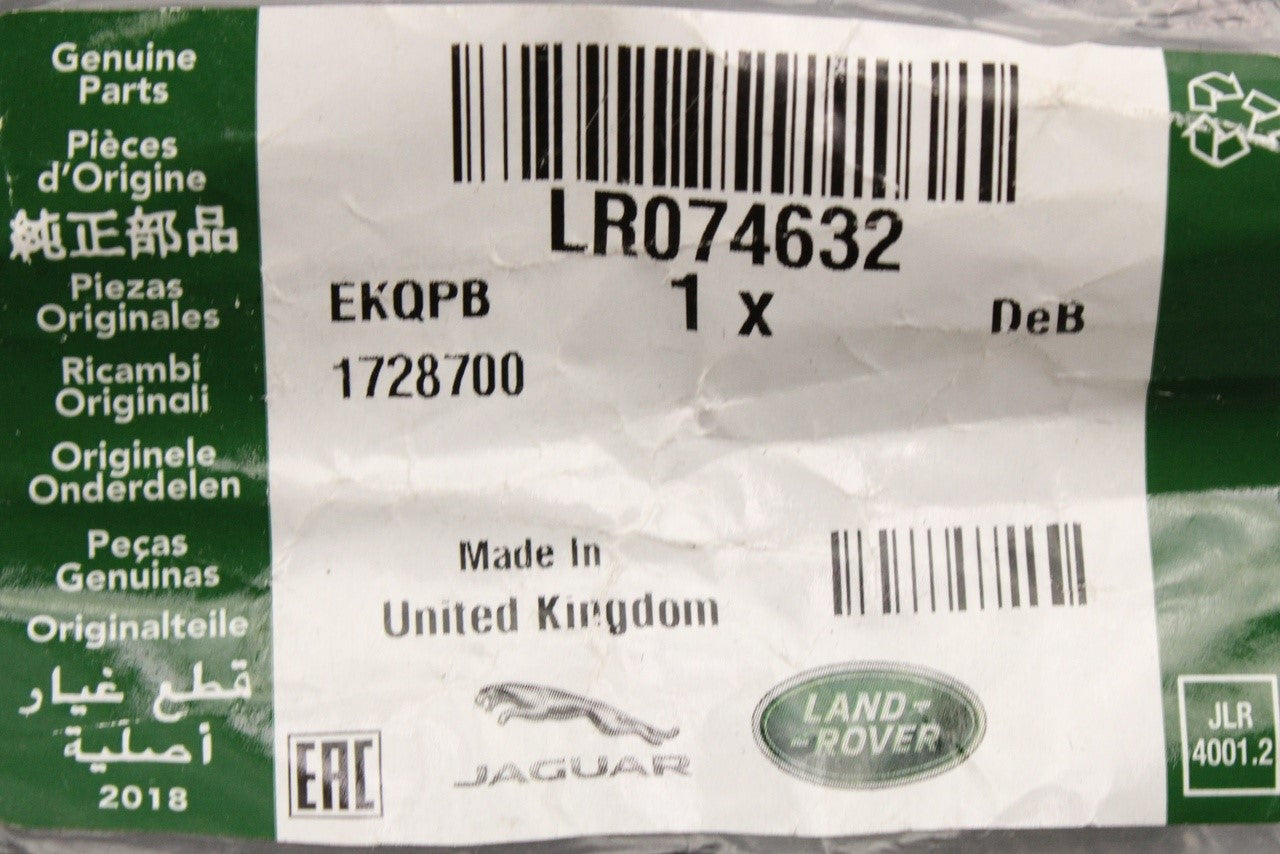 Genuine
Parts
Pièces
d'Origine
純正部品
Piezas
Originales
Ricambi
Originali
Originele
Onderdelen
Peças
Genuinas
Originalteile
قطع غيار
أصلية
2018
LR074632
EKQPB
1 x
DeB
1728700
Made In
United Kingdom
EAC
JAGUAR
LAND-
-ROVER
JLR
4001.2